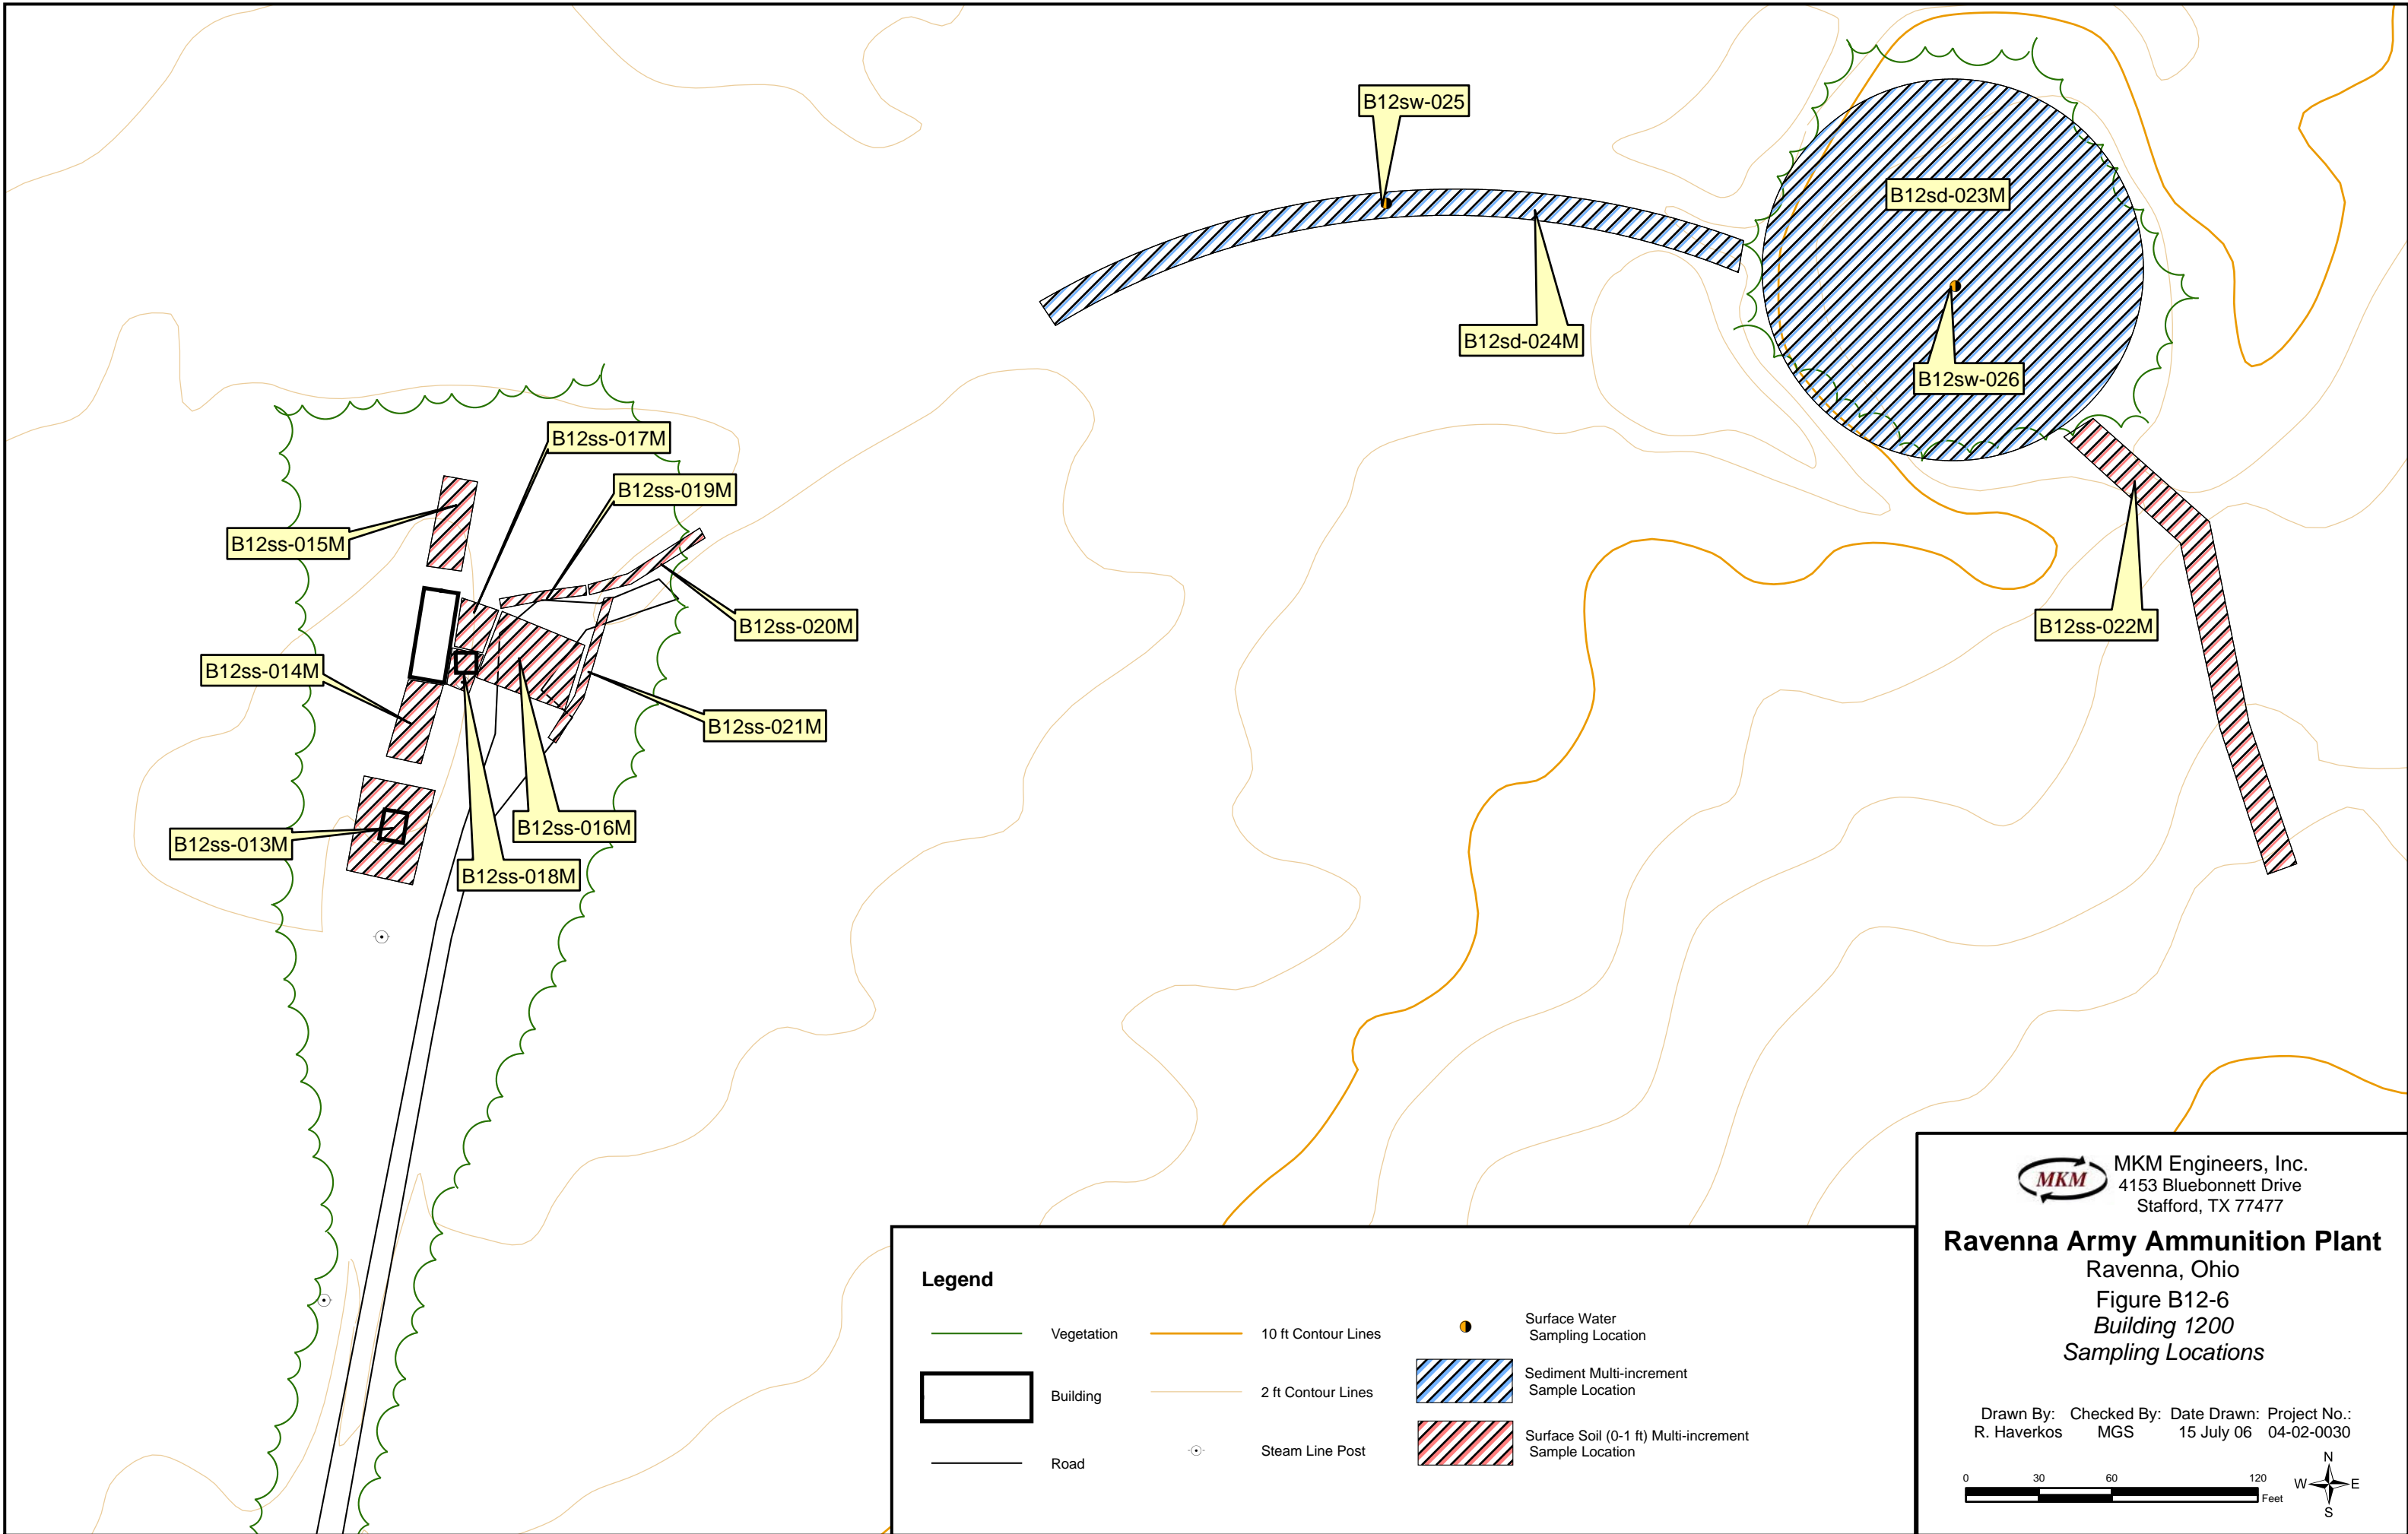 B12sw-025
B12sd-023M
B12sd-024M
B12sw-026
B12ss-017M
B12ss-019M
B12ss-015M
B12ss-020M
B12ss-022M
B12ss-014M
B12ss-021M
B12ss-016M
B12ss-013M
B12ss-018M
Legend
Vegetation
Building
Road
10 ft Contour Lines
2 ft Contour Lines
Steam Line Post
Surface Water
Sampling Location
Sediment Multi-increment
Sample Location
Surface Soil (0-1 ft) Multi-increment
Sample Location
MKM
MKM Engineers, Inc.
4153 Bluebonnett Drive
Stafford, TX 77477
Ravenna Army Ammunition Plant
Ravenna, Ohio
Figure B12-6
Building 1200
Sampling Locations
Drawn By: Checked By: Date Drawn: Project No.:
R. Haverkos MGS 15 July 06 04-02-0030
0 30 60 120
Feet
N
W E
S